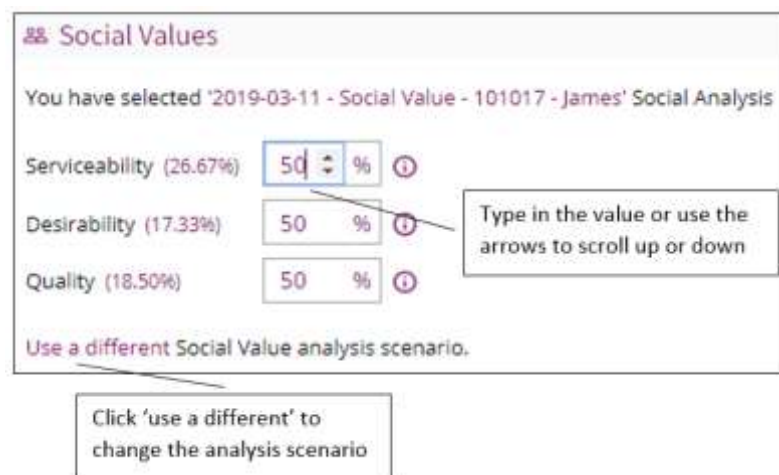 Social Values
You have selected '2019-03-11 - Social Value - 101017 - James' Social Analysis
Serviceability (26.67%) 50 %
Type in the value or use the
arrows to scroll up or down
Desirability (17.33%) 50 %
Quality (18.50%) 50 %
Use a different Social Value analysis scenario.
Click ‘use a different’ to
change the analysis scenario